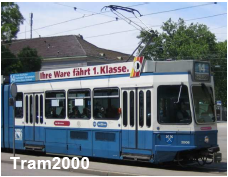 Ihre Ware fährt 1. Klasse.
Tram2000